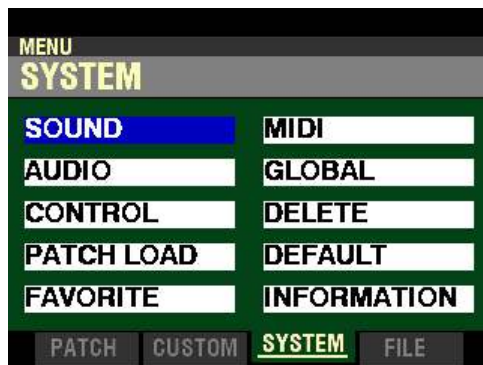 MENU
SYSTEM
SOUND
MIDI
AUDIO
GLOBAL
CONTROL
DELETE
PATCH LOAD
DEFAULT
FAVORITE
INFORMATION
PATCH CUSTOM SYSTEM FILE